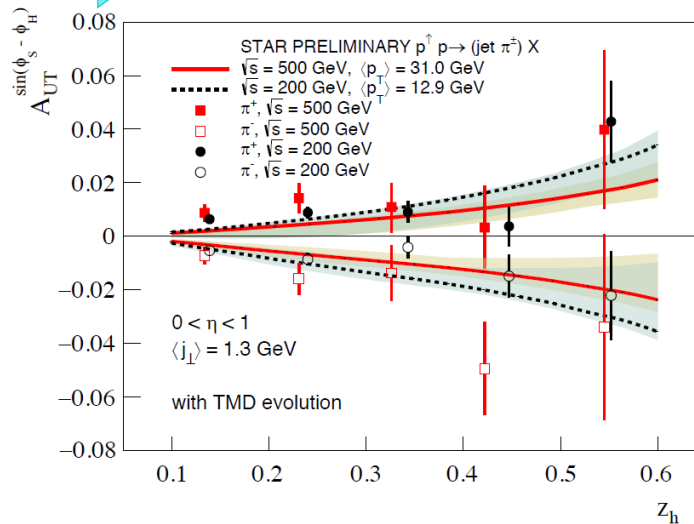 A_UT^sin(ϕ_S - ϕ_H)
0.08
0.06
0.04
0.02
0
−0.02
−0.04
−0.06
−0.08
STAR PRELIMINARY p↑ p → (jet π±) X
√s = 500 GeV, ⟨p_T⟩ = 31.0 GeV
√s = 200 GeV, ⟨p_T⟩ = 12.9 GeV
π+, √s = 500 GeV
π-, √s = 500 GeV
π+, √s = 200 GeV
π-, √s = 200 GeV
0 < η < 1
⟨j⊥⟩ = 1.3 GeV
with TMD evolution
0.1 0.2 0.3 0.4 0.5 0.6
z_h